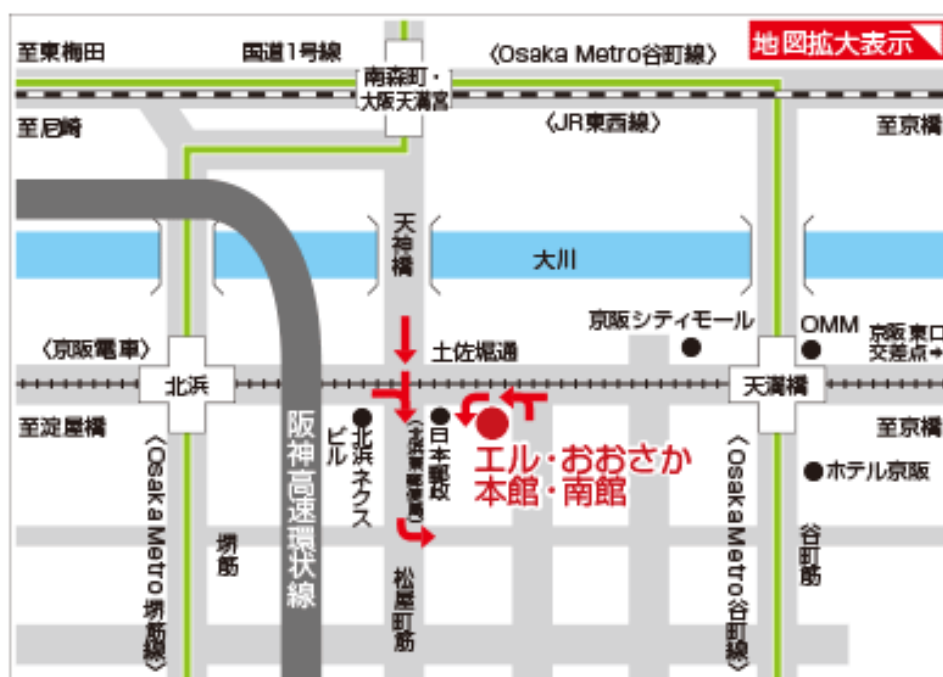 地図拡大表示
至東梅田
国道1号線
〈Osaka Metro谷町線〉
南森町・
大阪天満宮
至尼崎
〈JR東西線〉
至京橋
天神橋
大川
京阪シティモール
OMM
京阪東口
交差点→
〈京阪電車〉
土佐堀通
北浜
天満橋
至淀屋橋
至京橋
北浜ネクス
ビル
日本郵政
（北浜東郵便局）
エル・おおさか
本館・南館
ホテル京阪
阪神高速環状線
〈Osaka Metro 堺筋線〉
堺筋
松屋町筋
〈Osaka Metro谷町線〉
谷町筋